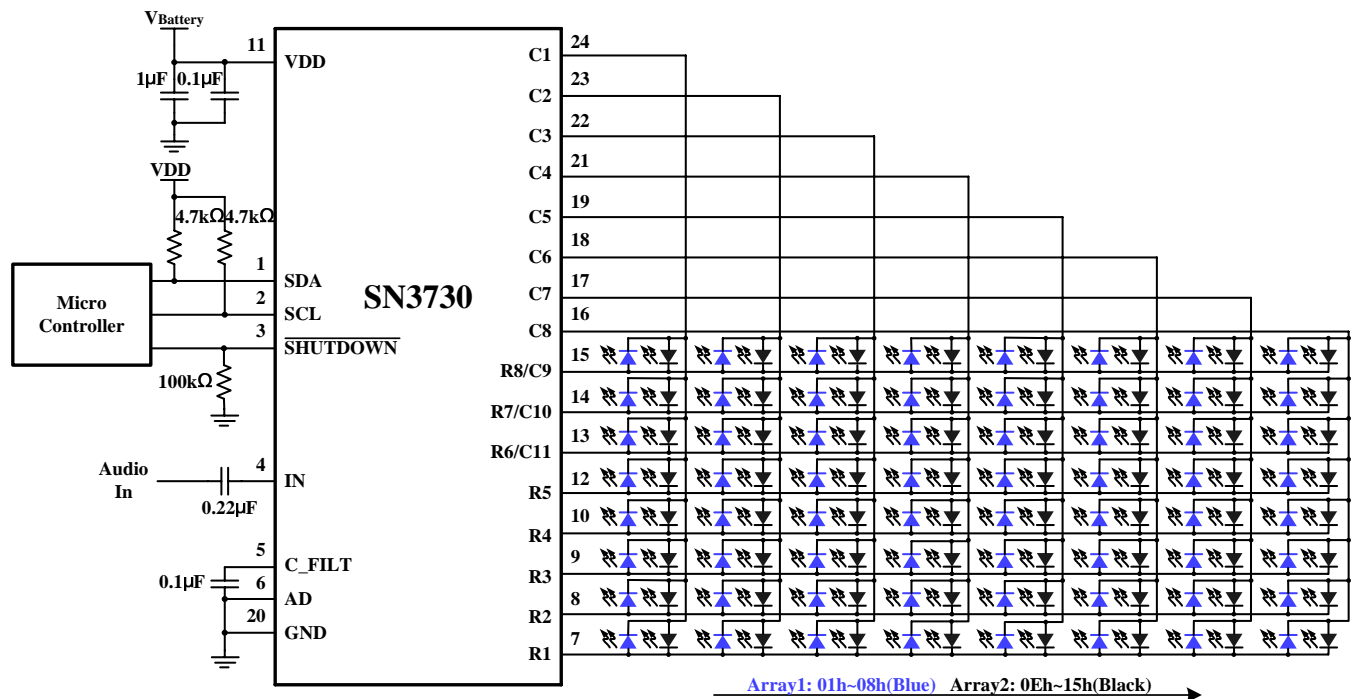 VBattery
11
VDD
1µF 0.1µF
VDD
4.7kΩ 4.7kΩ
Micro
Controller
1
SDA
2
SCL
3
SHUTDOWN
100kΩ
Audio
In
4
IN
0.22µF
5
C_FILT
0.1µF
6
AD
20
GND
SN3730
24
C1
23
C2
22
C3
21
C4
19
C5
18
C6
17
C7
16
C8
15
R8/C9
14
R7/C10
13
R6/C11
12
R5
10
R4
9
R3
8
R2
7
R1
Array1: 01h~08h(Blue) Array2: 0Eh~15h(Black)